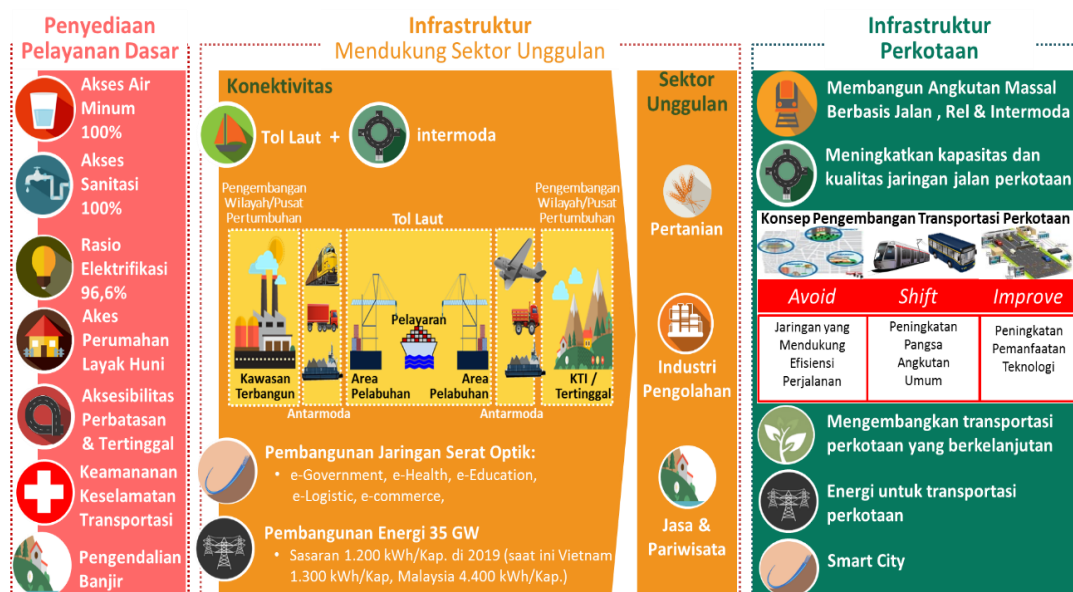 Penyediaan
Pelayanan Dasar
Akses Air
Minum
100%
Akses
Sanitasi
100%
Rasio
Elektrifikasi
96,6%
Akes
Perumahan
Layak Huni
Aksesibilitas
Perbatasan
& Tertinggal
Keamananan
Keselamatan
Transportasi
Pengendalian
Banjir
Infrastruktur
Mendukung Sektor Unggulan
Konektivitas
Tol Laut + intermoda
Pengembangan
Wilayah/Pusat
Pertumbuhan
Tol Laut
Pengembangan
Wilayah/Pusat
Pertumbuhan
Pelayaran
Kawasan
Terbangun
Area
Pelabuhan
Area
Pelabuhan
KTI /
Tertinggal
Antarmoda
Antarmoda
Pembangunan Jaringan Serat Optik:
• e-Government, e-Health, e-Education,
e-Logistic, e-commerce,
Pembangunan Energi 35 GW
• Sasaran 1.200 kWh/Kap. di 2019 (saat ini Vietnam
1.300 kWh/Kap, Malaysia 4.400 kWh/Kap.)
Sektor
Unggulan
Pertanian
Industri
Pengolahan
Jasa &
Pariwisata
Infrastruktur
Perkotaan
Membangun Angkutan Massal
Berbasis Jalan , Rel & Intermoda
Meningkatkan kapasitas dan
kualitas jaringan jalan perkotaan
Konsep Pengembangan Transportasi Perkotaan
Avoid
Shift
Improve
Jaringan yang
Mendukung
Efisiensi
Perjalanan
Peningkatan
Pangsa
Angkutan
Umum
Peningkatan
Pemanfaatan
Teknologi
Mengembangkan transportasi
perkotaan yang berkelanjutan
Energi untuk transportasi
perkotaan
Smart City